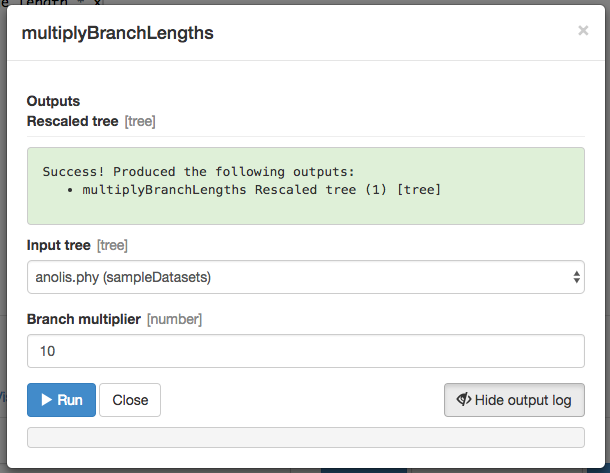 e length * x
multiplyBranchLengths ×
Outputs
Rescaled tree [tree]
Success! Produced the following outputs:
• multiplyBranchLengths Rescaled tree (1) [tree]
Input tree [tree]
anolis.phy (sampleDatasets)
Branch multiplier [number]
10
Run Close Hide output log